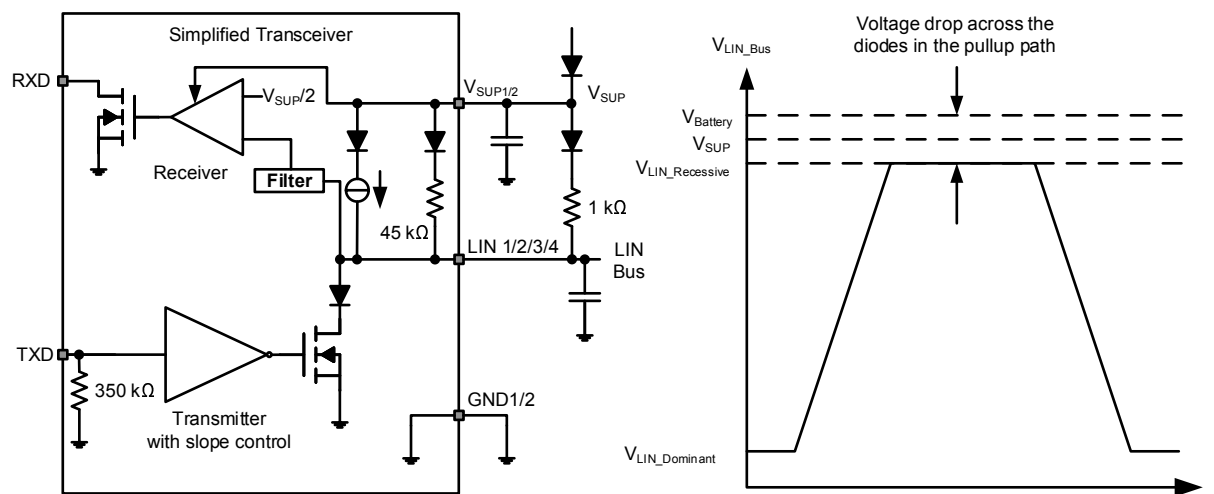 Simplified Transceiver
RXD
V_SUP/2
V_SUP1/2
V_SUP
Receiver
Filter
45 kΩ
1 kΩ
LIN 1/2/3/4
LIN
Bus
TXD
350 kΩ
Transmitter
with slope control
GND1/2
Voltage drop across the
diodes in the pullup path
V_LIN_Bus
V_Battery
V_SUP
V_LIN_Recessive
V_LIN_Dominant